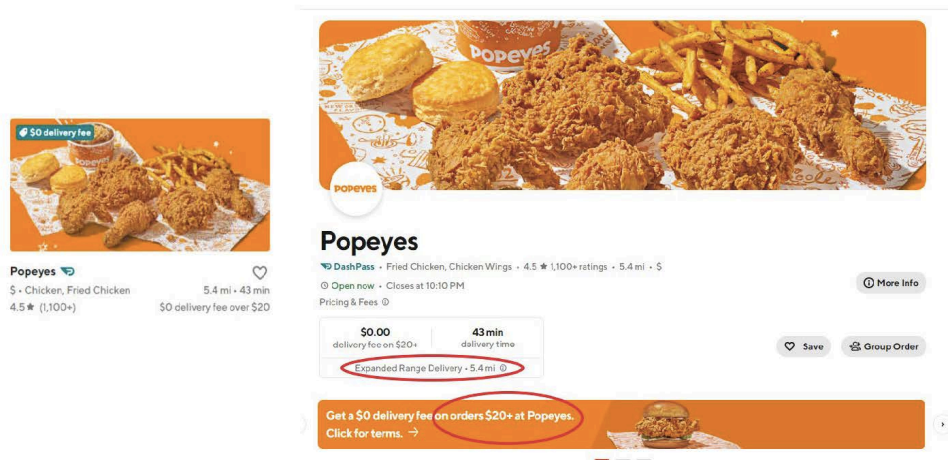 $0 delivery fee
POPEYES
Popeyes
$ • Chicken, Fried Chicken
5.4 mi • 43 min
4.5★ (1,100+)
$0 delivery fee over $20
POPEYES
POPEYES
Popeyes
DashPass • Fried Chicken, Chicken Wings • 4.5 ★ 1,100+ ratings • 5.4 mi • $
Open now • Closes at 10:10 PM
More Info
Pricing & Fees
$0.00
delivery fee on $20+
43 min
delivery time
Expanded Range Delivery • 5.4 mi
Save
Group Order
Get a $0 delivery fee on orders $20+ at Popeyes.
Click for terms. →